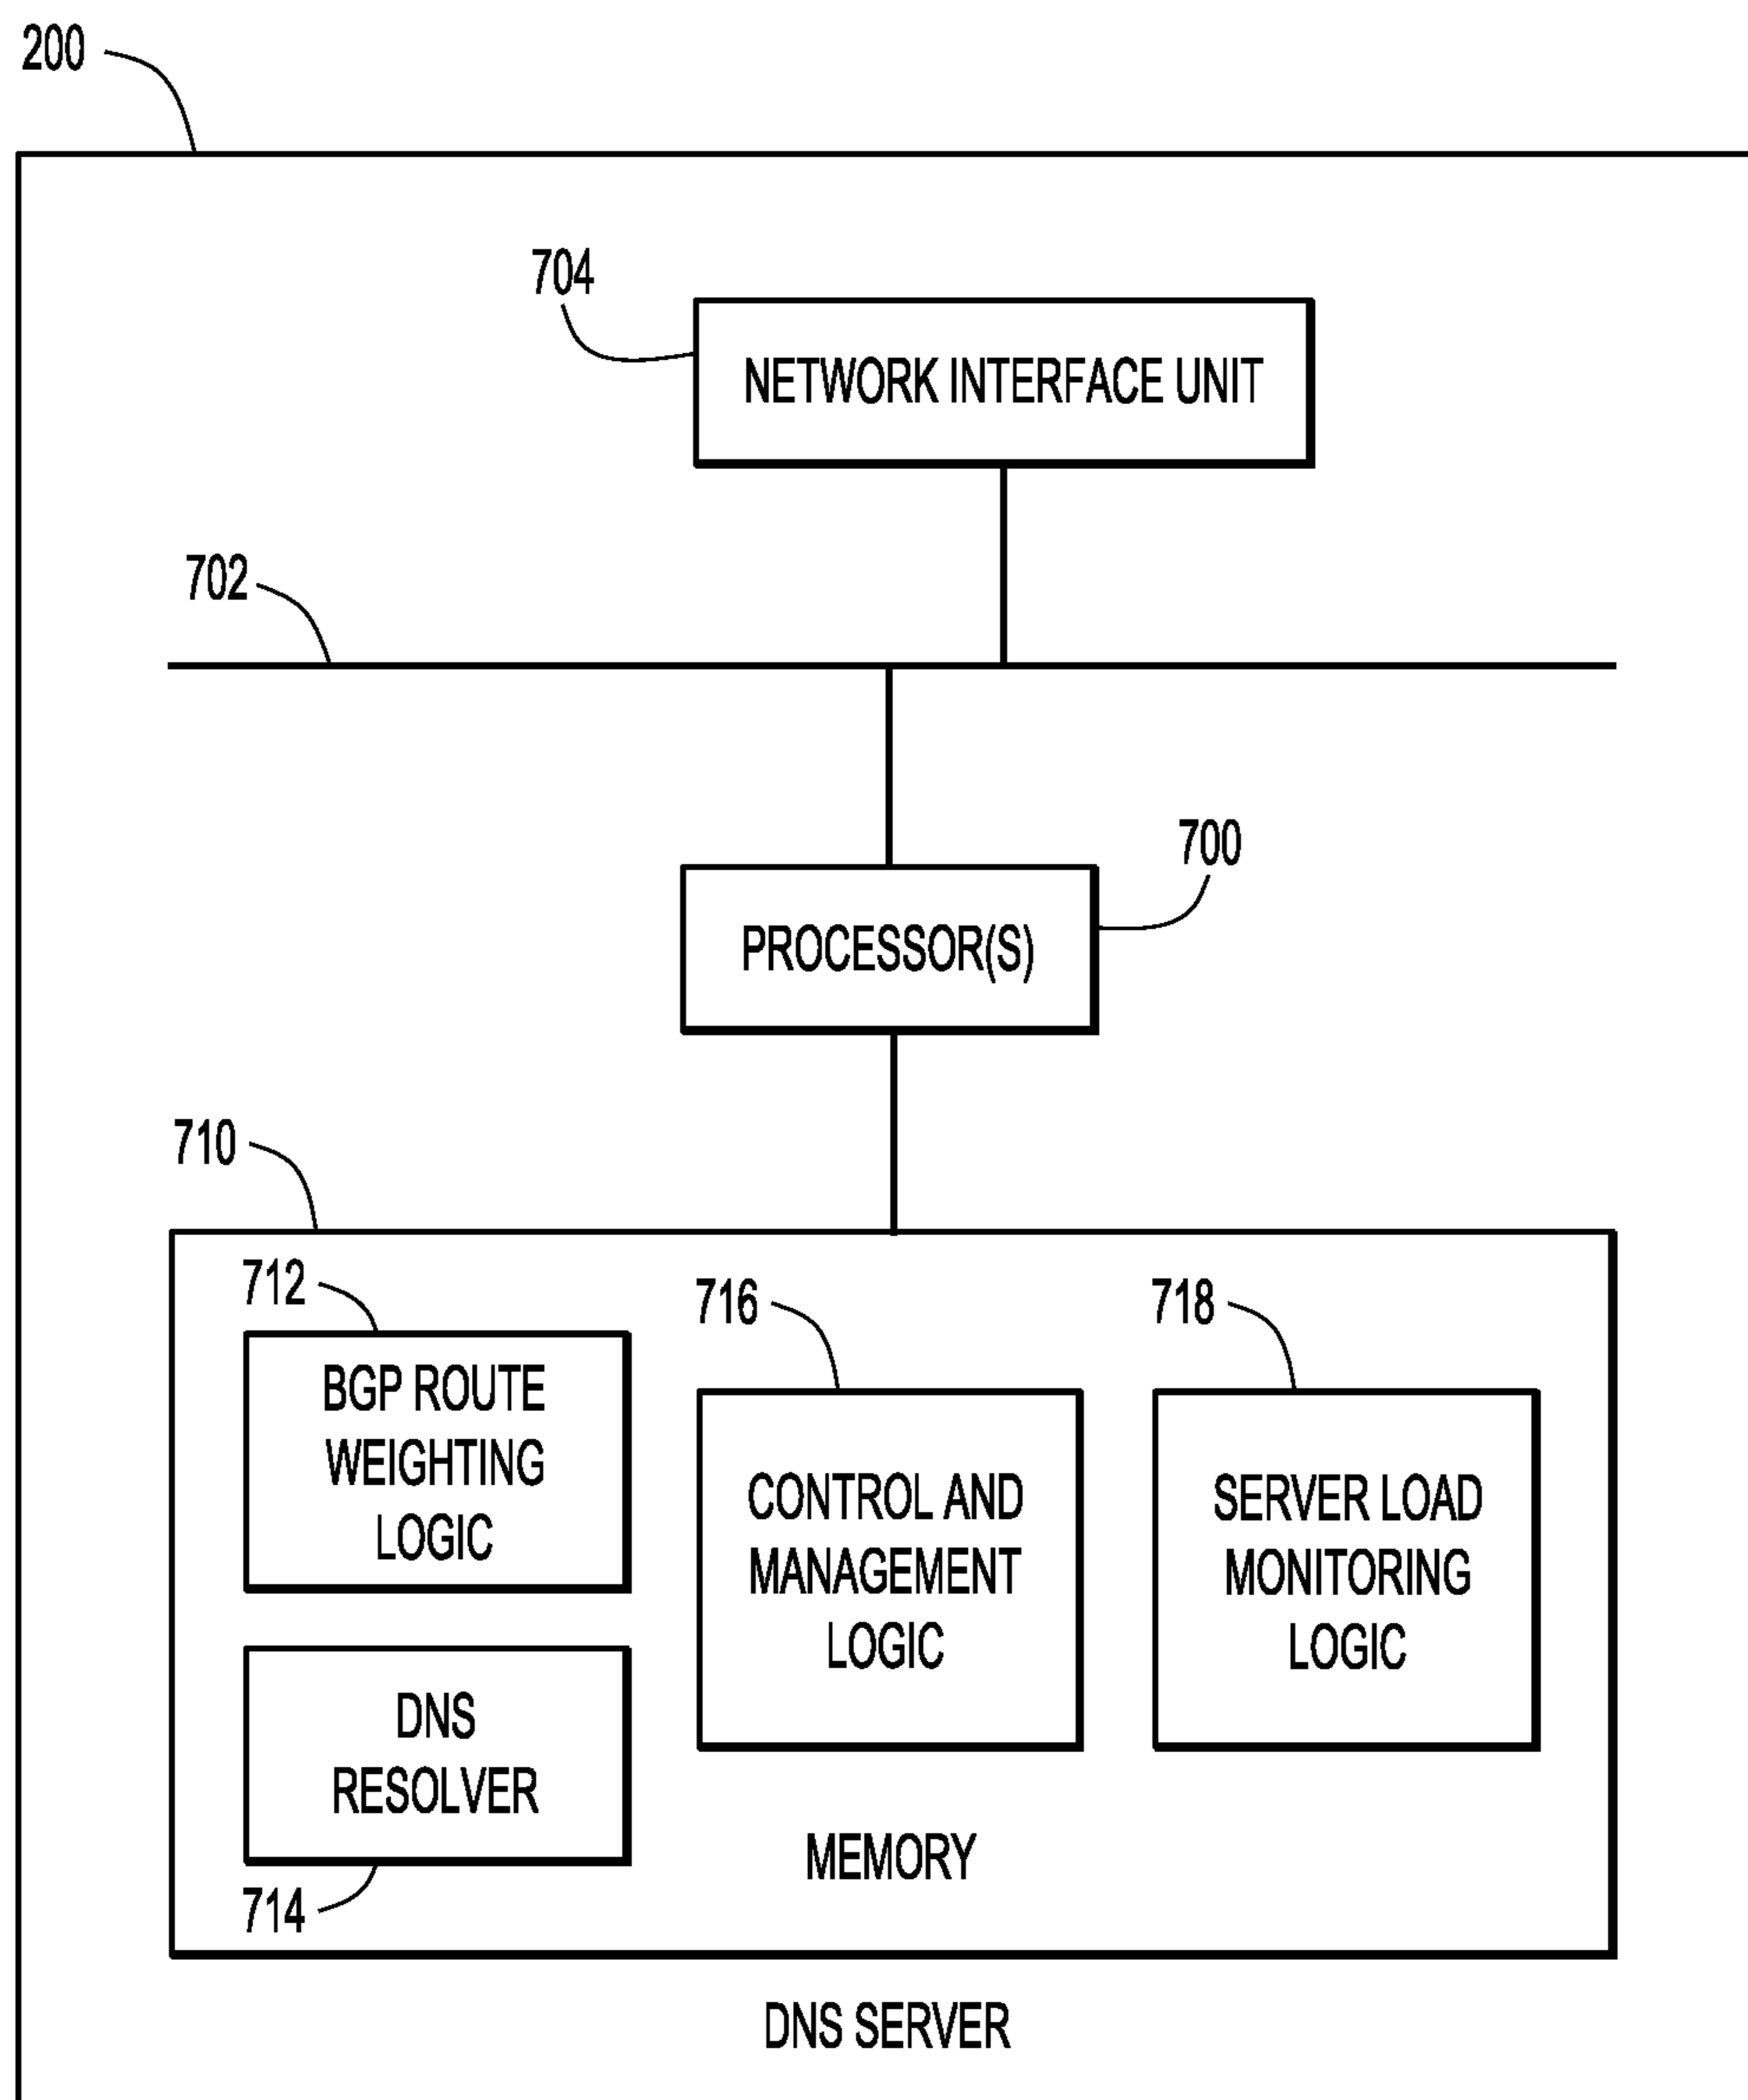 200
704
NETWORK INTERFACE UNIT
702
700
PROCESSOR(S)
710
712
BGP ROUTE
WEIGHTING
LOGIC
716
CONTROL AND
MANAGEMENT
LOGIC
718
SERVER LOAD
MONITORING
LOGIC
DNS
RESOLVER
714
MEMORY
DNS SERVER